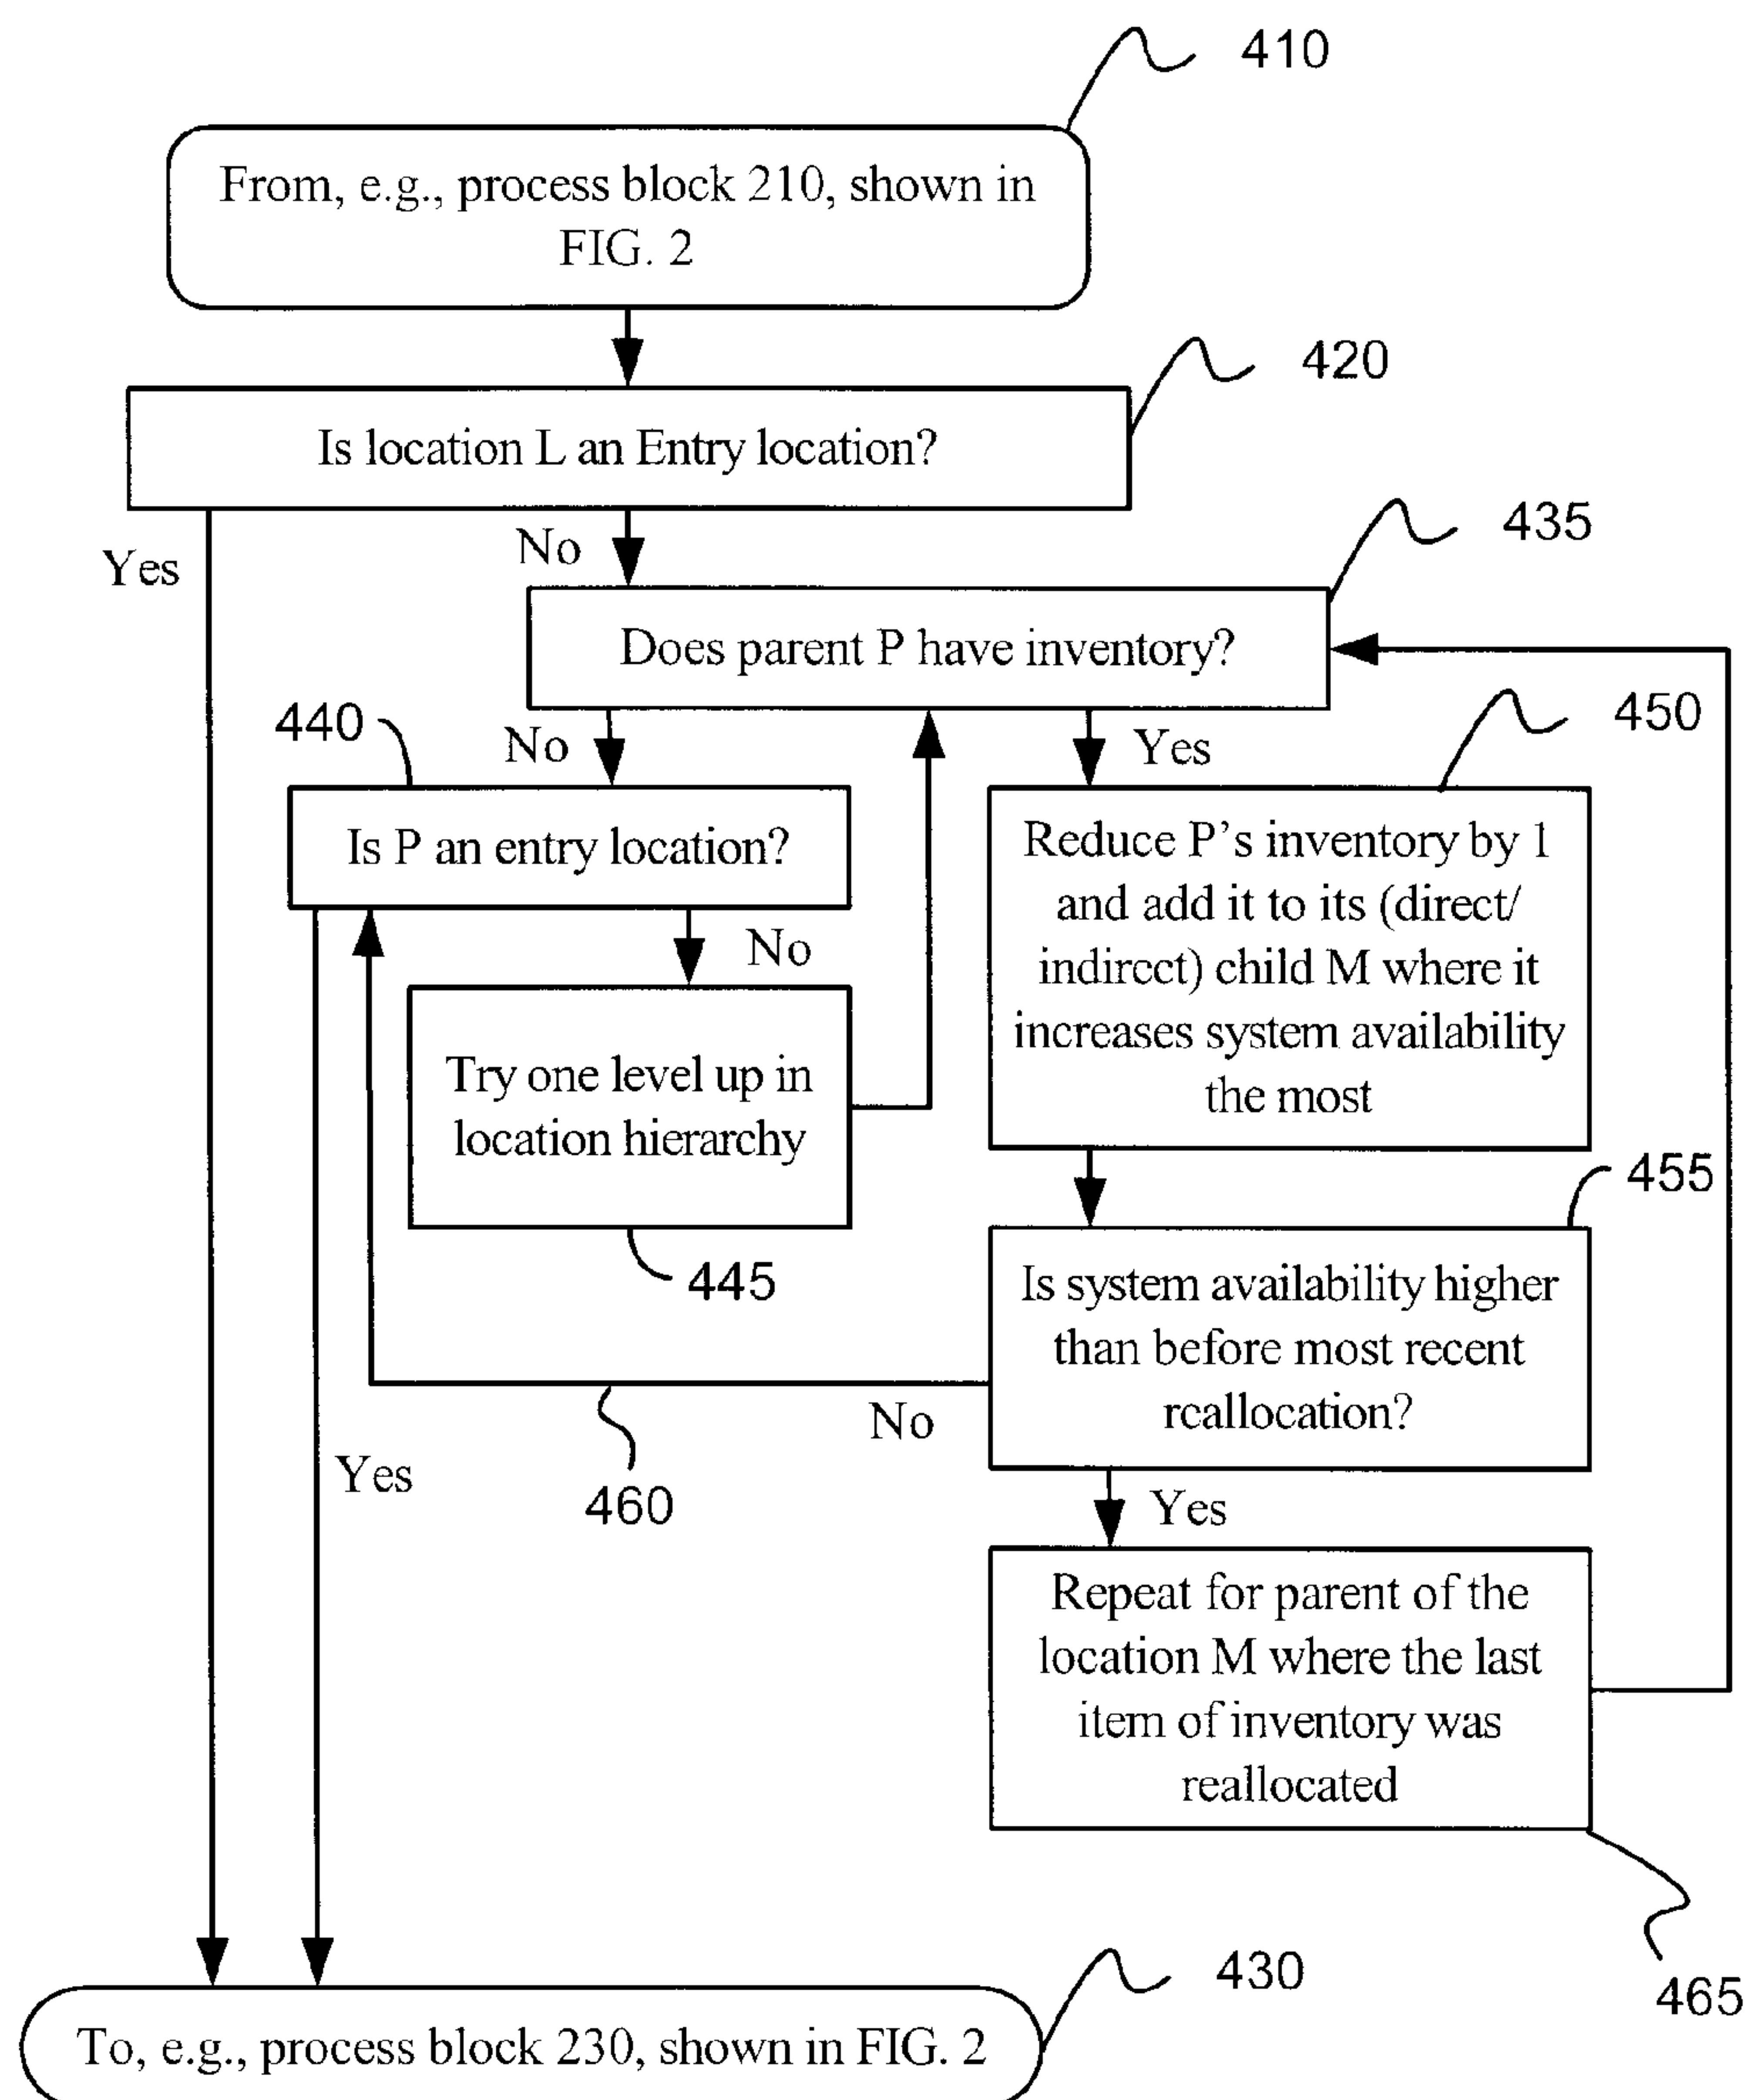 410
From, e.g., process block 210, shown in
FIG. 2
420
Is location L an Entry location?
Yes
No
435
Does parent P have inventory?
440
No
Yes
450
Is P an entry location?
Reduce P's inventory by 1
and add it to its (direct/
indirect) child M where it
increases system availability
the most
No
Try one level up in
location hierarchy
445
455
Is system availability higher
than before most recent
reallocation?
No
460
Yes
Yes
Repeat for parent of the
location M where the last
item of inventory was
reallocated
465
430
To, e.g., process block 230, shown in FIG. 2